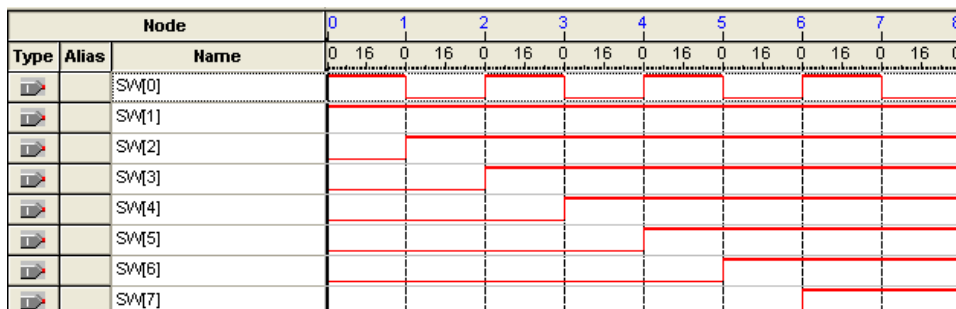 Node
0 1 2 3 4 5 6 7 8
Type Alias Name
0 16 0 16 0 16 0 16 0 16 0 16 0 16 0 16 0
SW[0]
SW[1]
SW[2]
SW[3]
SW[4]
SW[5]
SW[6]
SW[7]